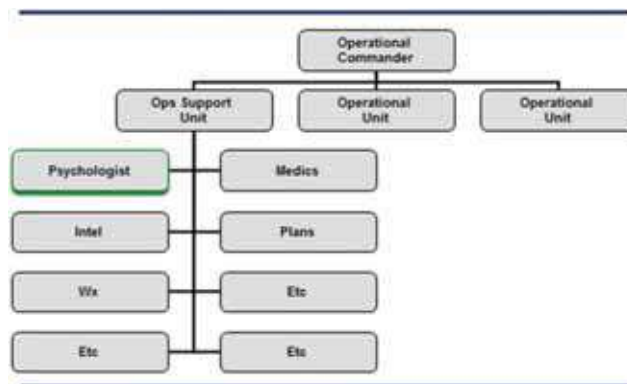 Operational
Commander
Ops Support
Unit
Operational
Unit
Operational
Unit
Psychologist
Medics
Intel
Plans
Wx
Etc
Etc
Etc